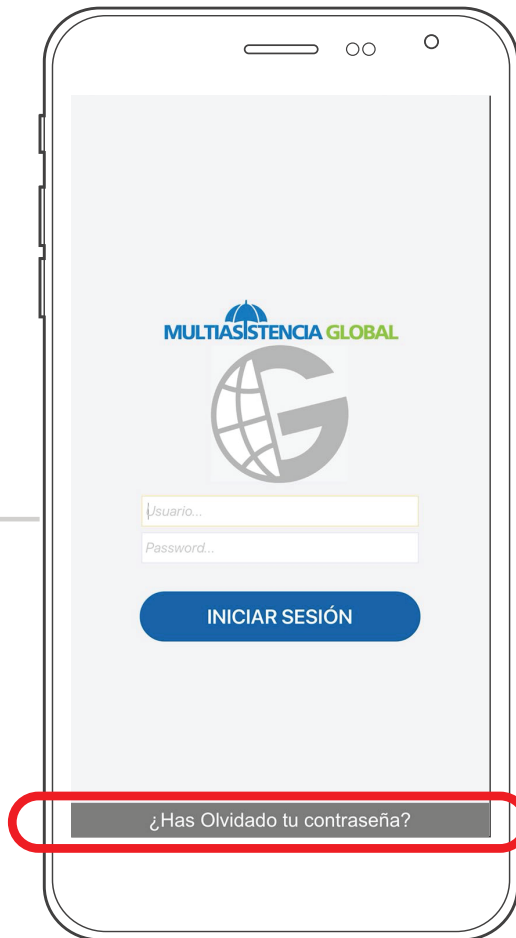 MULTIASISTENCIA GLOBAL
G
Usuario...
Password...
INICIAR SESIÓN
¿Has Olvidado tu contraseña?